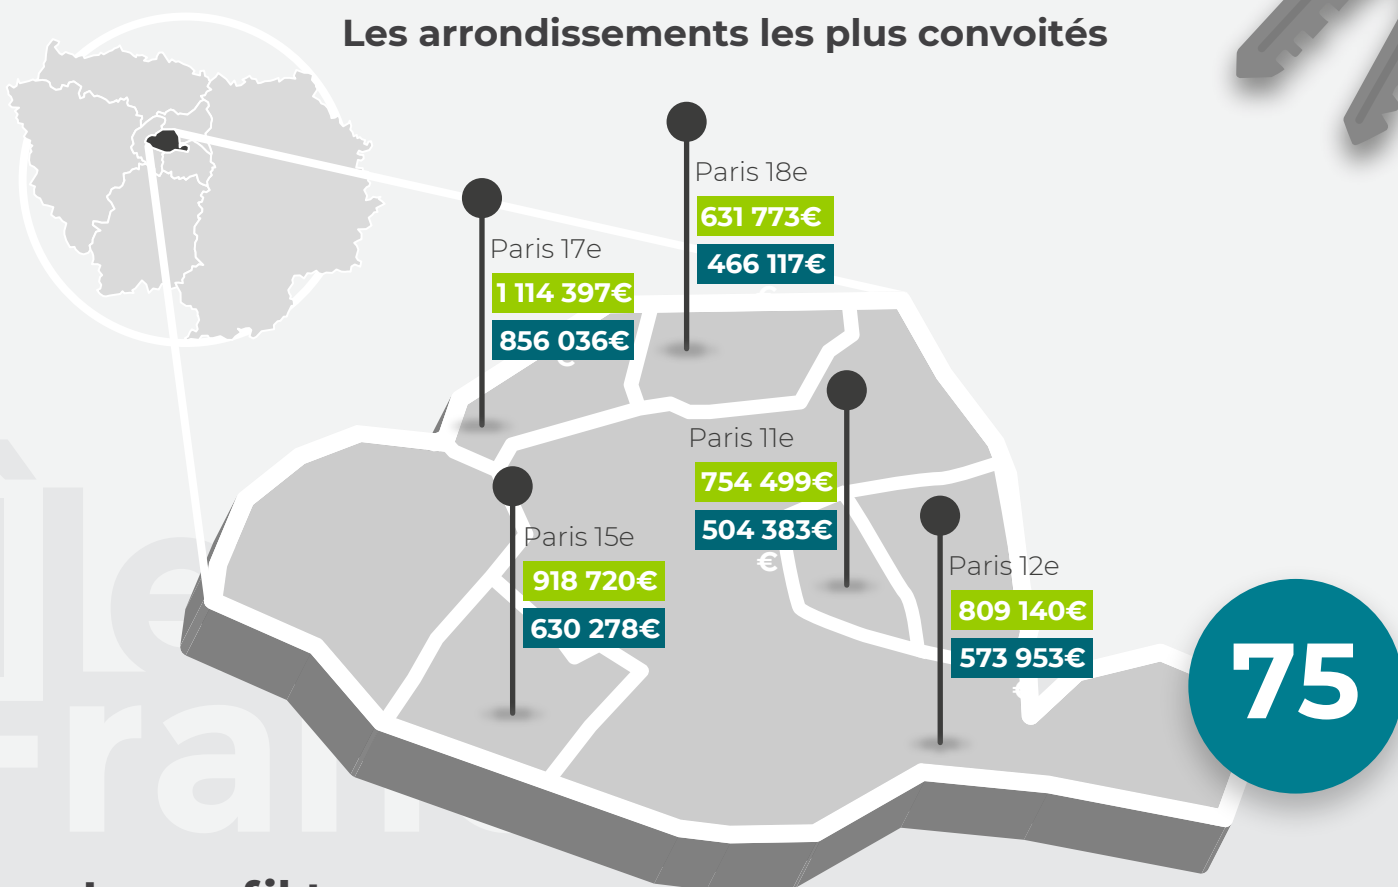 Les arrondissements les plus convoités
Paris 18e
631 773€
466 117€
Paris 17e
1 114 397€
856 036€
Paris 11e
754 499€
504 383€
€
Paris 15e
918 720€
630 278€
Paris 12e
809 140€
573 953€
75
Île